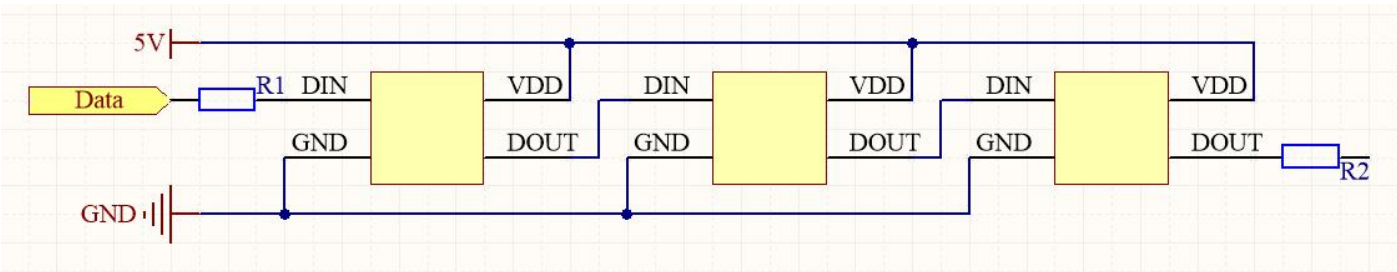 5V
Data
R1 DIN VDD DIN VDD DIN VDD
GND DOUT GND DOUT GND DOUT
R2
GND